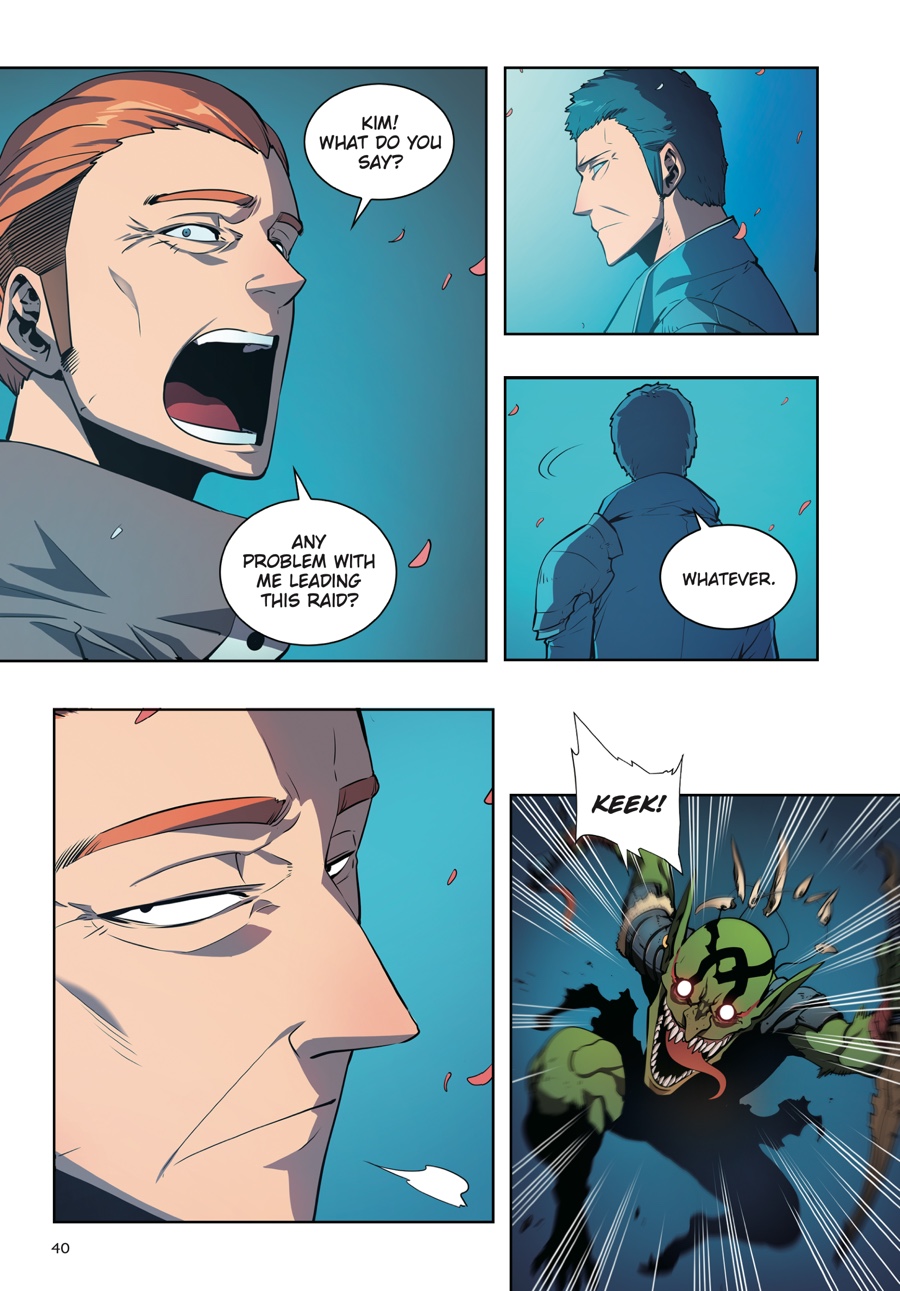 KIM!
WHAT DO YOU
SAY?
ANY
PROBLEM WITH
ME LEADING
THIS RAID?
WHATEVER.
KEEK!
40